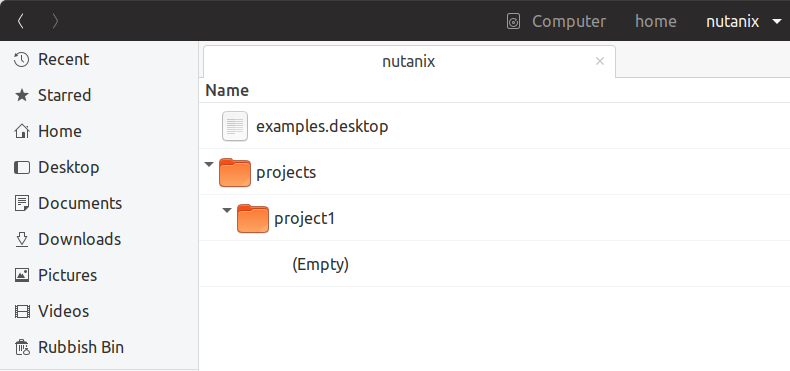 Computer home nutanix
Recent
Starred
Home
Desktop
Documents
Downloads
Pictures
Videos
Rubbish Bin
nutanix
Name
examples.desktop
projects
project1
(Empty)